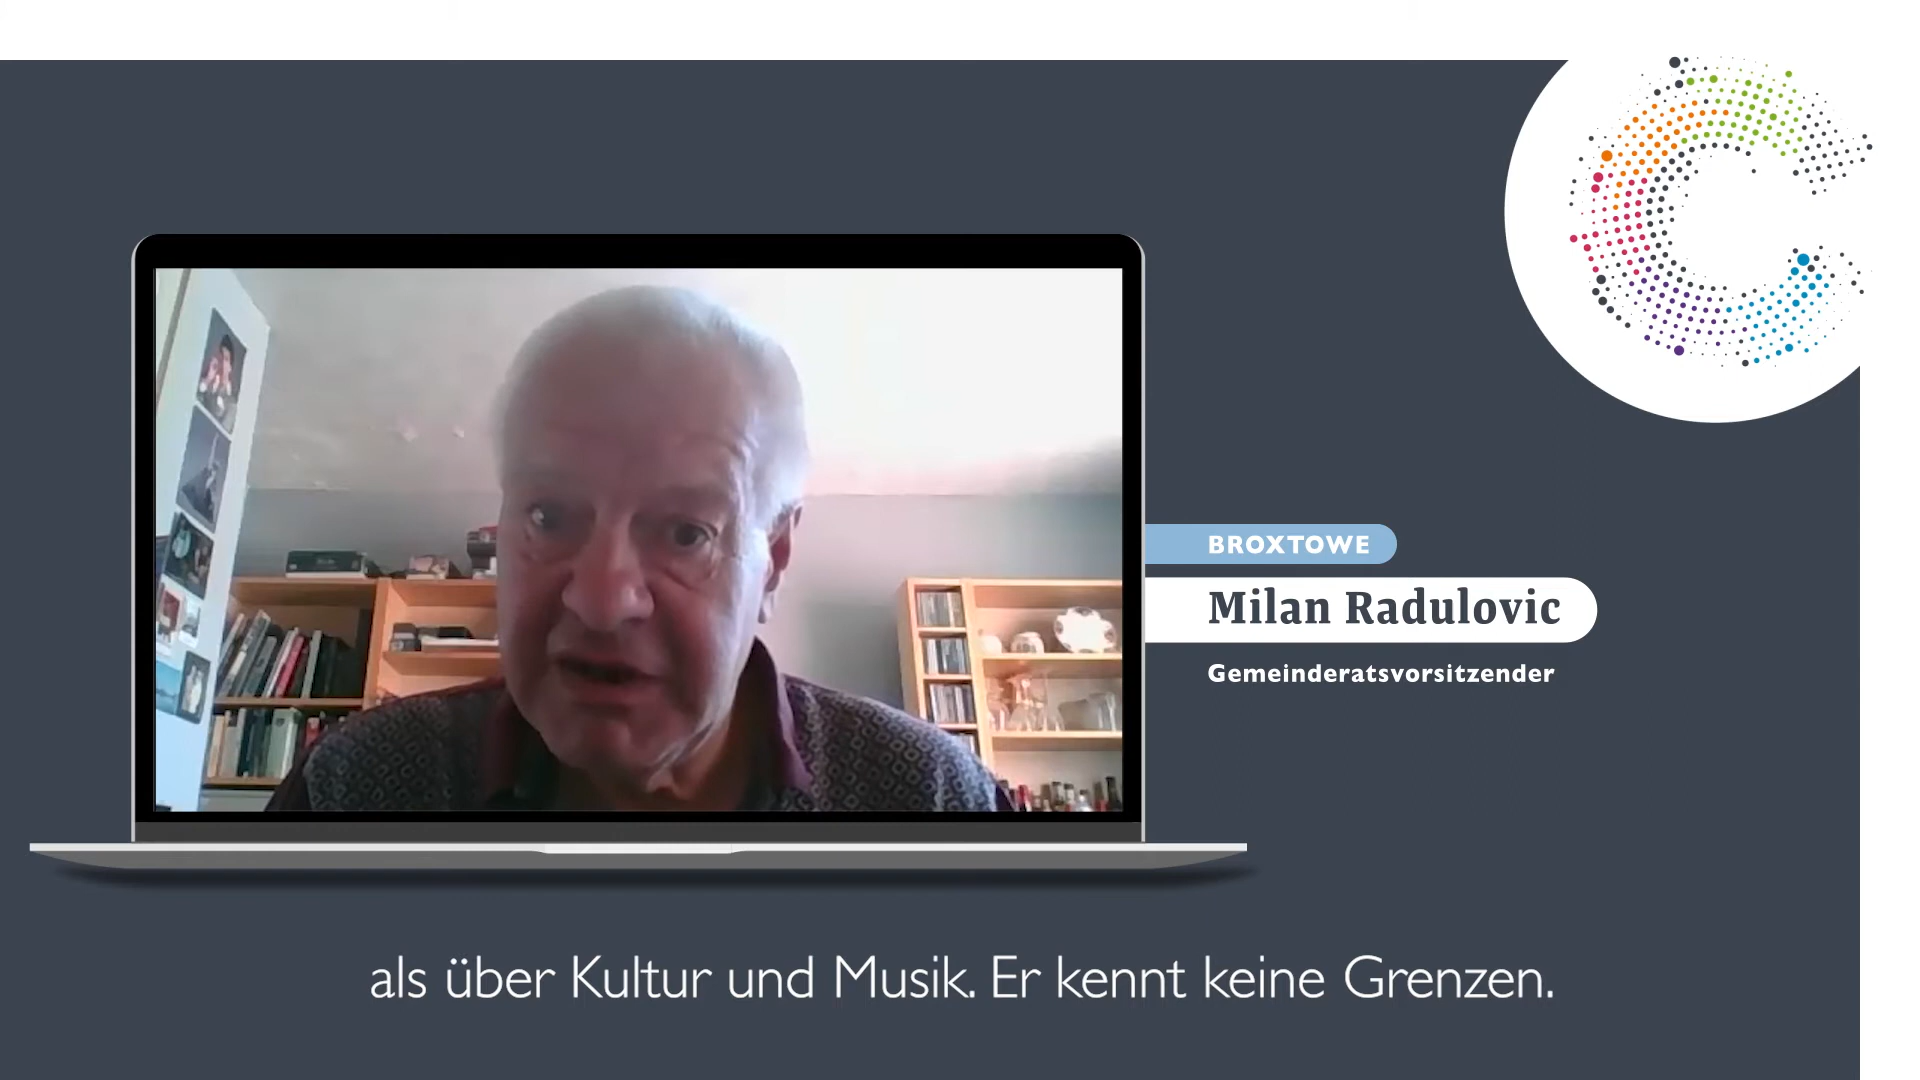 BROXTOWE
Milan Radulovic
Gemeinderatsvorsitzender
als über Kultur und Musik. Er kennt keine Grenzen.